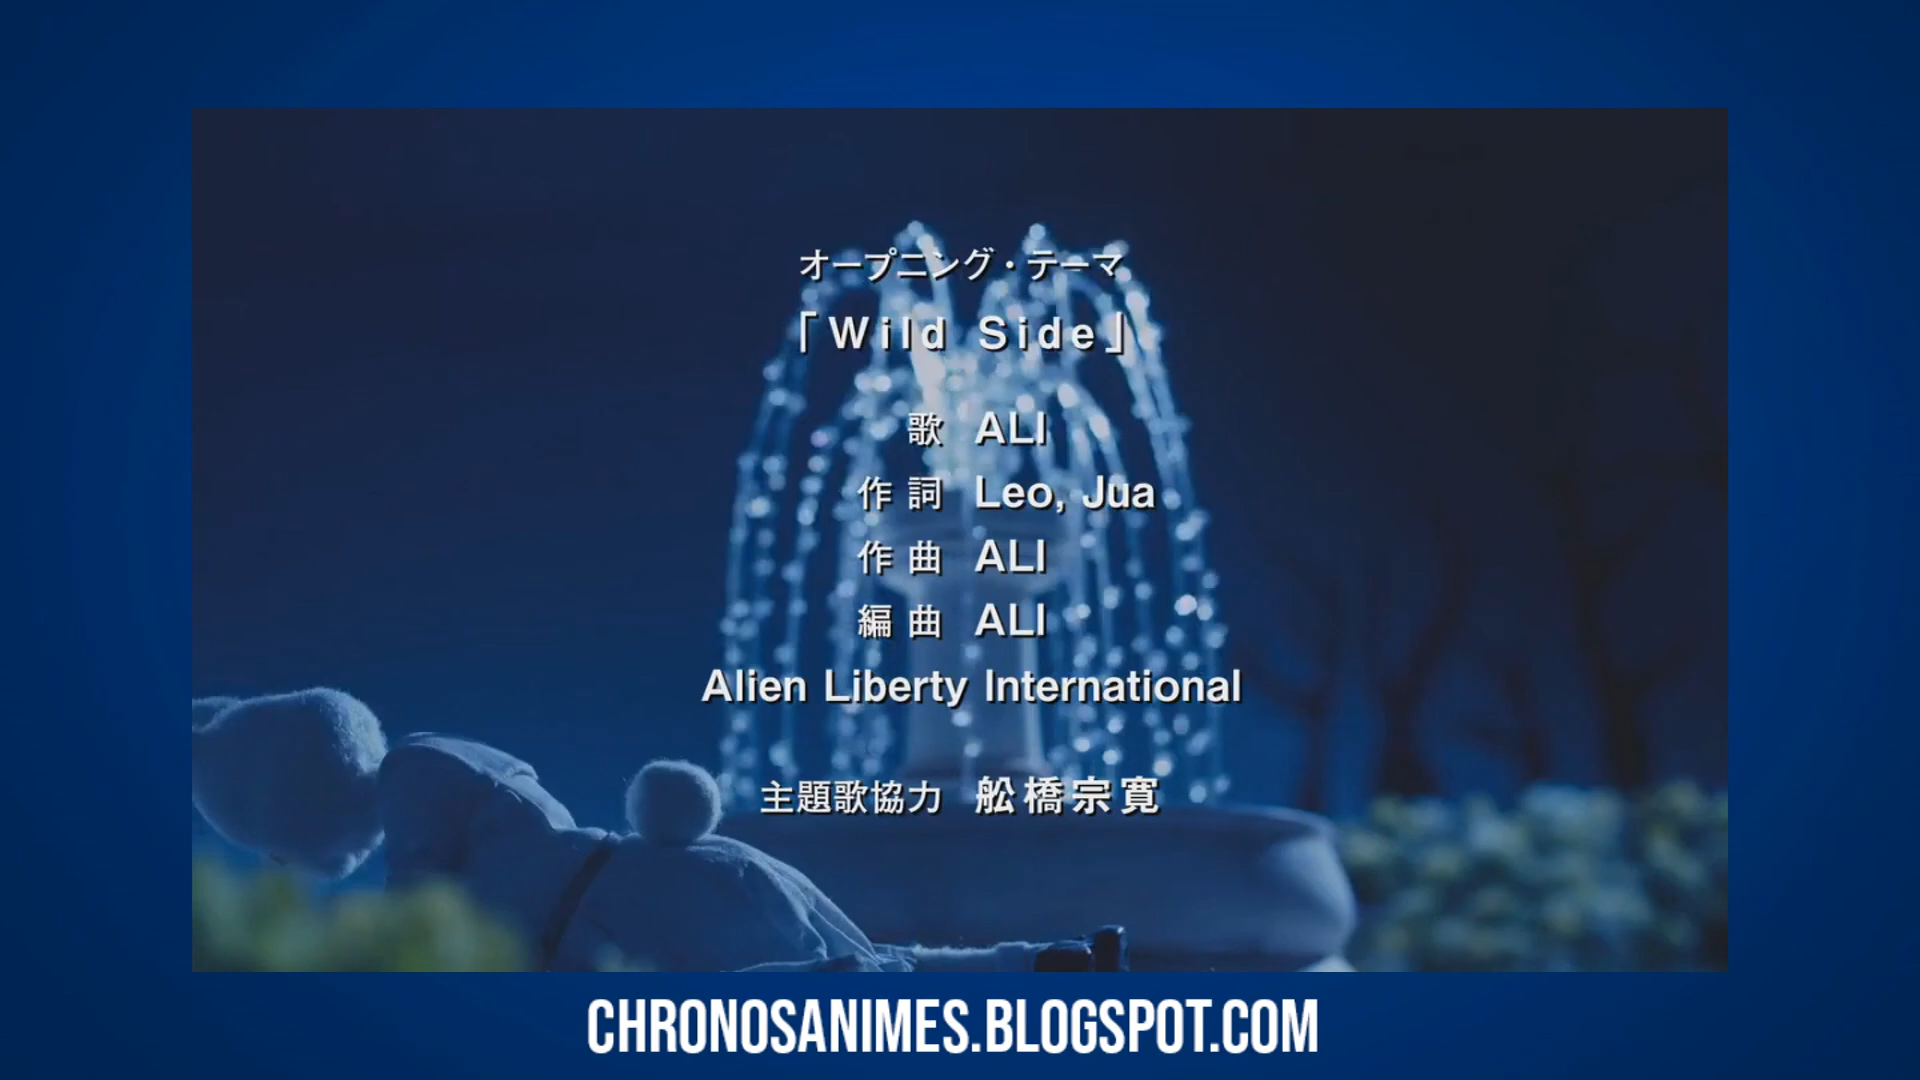 オープニング・テーマ
「Wild Side」
歌 ALI
作詞 Leo, Jua
作曲 ALI
編曲 ALI
Alien Liberty International
主題歌協力 舩橋宗寛
CHRONOSANIMES.BLOGSPOT.COM